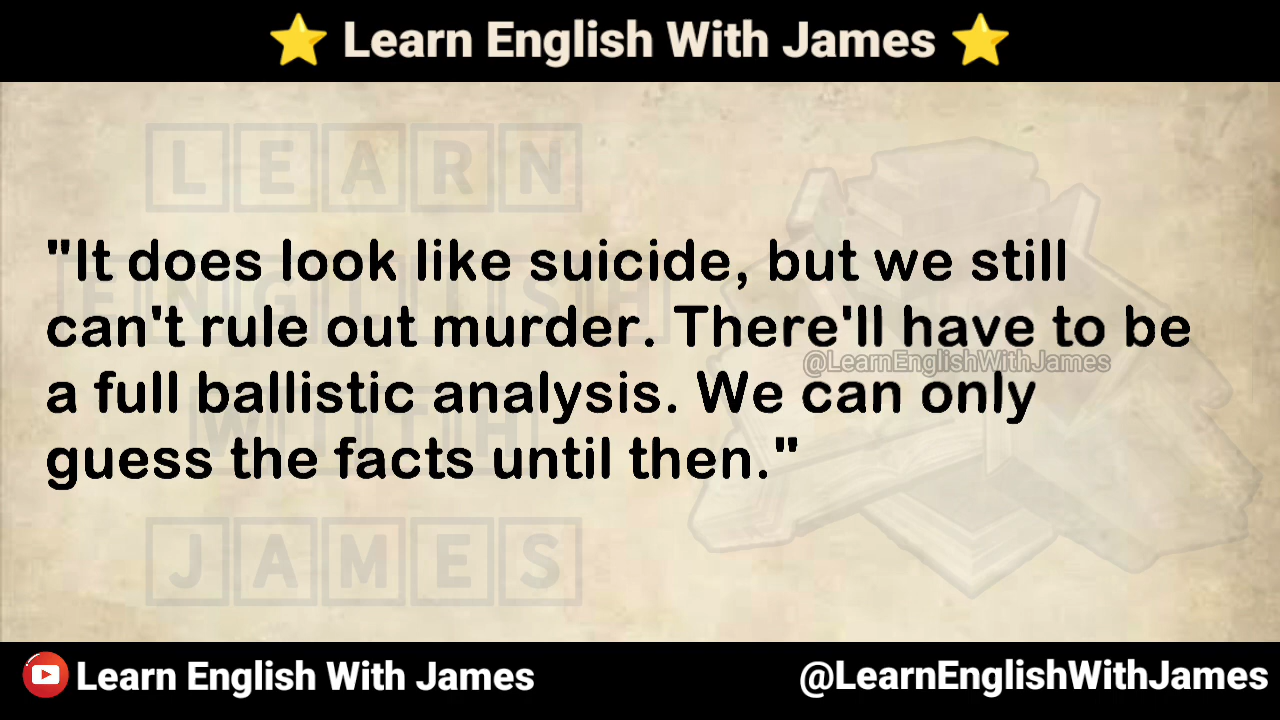 ⭐ Learn English With James ⭐
LEARN
ENGLISH
WITH
JAMES
"It does look like suicide, but we still
can't rule out murder. There'll have to be
@LearnEnglishWithJames
a full ballistic analysis. We can only
guess the facts until then."
Learn English With James
@LearnEnglishWithJames